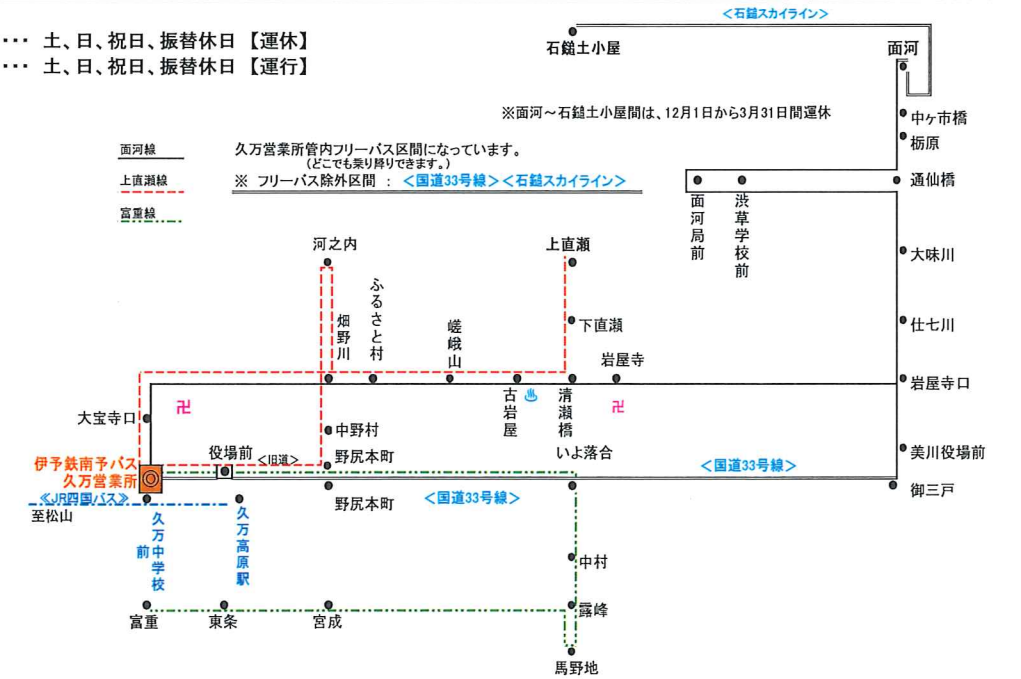 <石鎚スカイライン>
･･･ 土、日、祝日、振替休日 【運休】
･･･ 土、日、祝日、振替休日 【運行】
石鎚土小屋
面河
※面河～石鎚土小屋間は、12月1日から3月31日間運休
中ヶ市橋
栃原
面河線
久万営業所管内フリーバス区間になっています。
(どこでも乗り降りできます。)
上直瀬線
※ フリーバス除外区間 : <国道33号線><石鎚スカイライン>
富重線
通仙橋
面河局前
渋草学校前
河之内
上直瀬
大味川
ふるさと村
畑野川
嵯峨山
下直瀬
仕七川
岩屋寺
岩屋寺口
古岩屋
清瀬橋
卍
卍
大宝寺口
中野村
役場前
<旧道>
野尻本町
いよ落合
美川役場前
伊予鉄南予バス
久万営業所
<国道33号線>
≪JR四国バス≫
至松山
野尻本町
<国道33号線>
御三戸
久万中学校前
久万高原駅
中村
富重
東条
宮成
露峰
馬野地